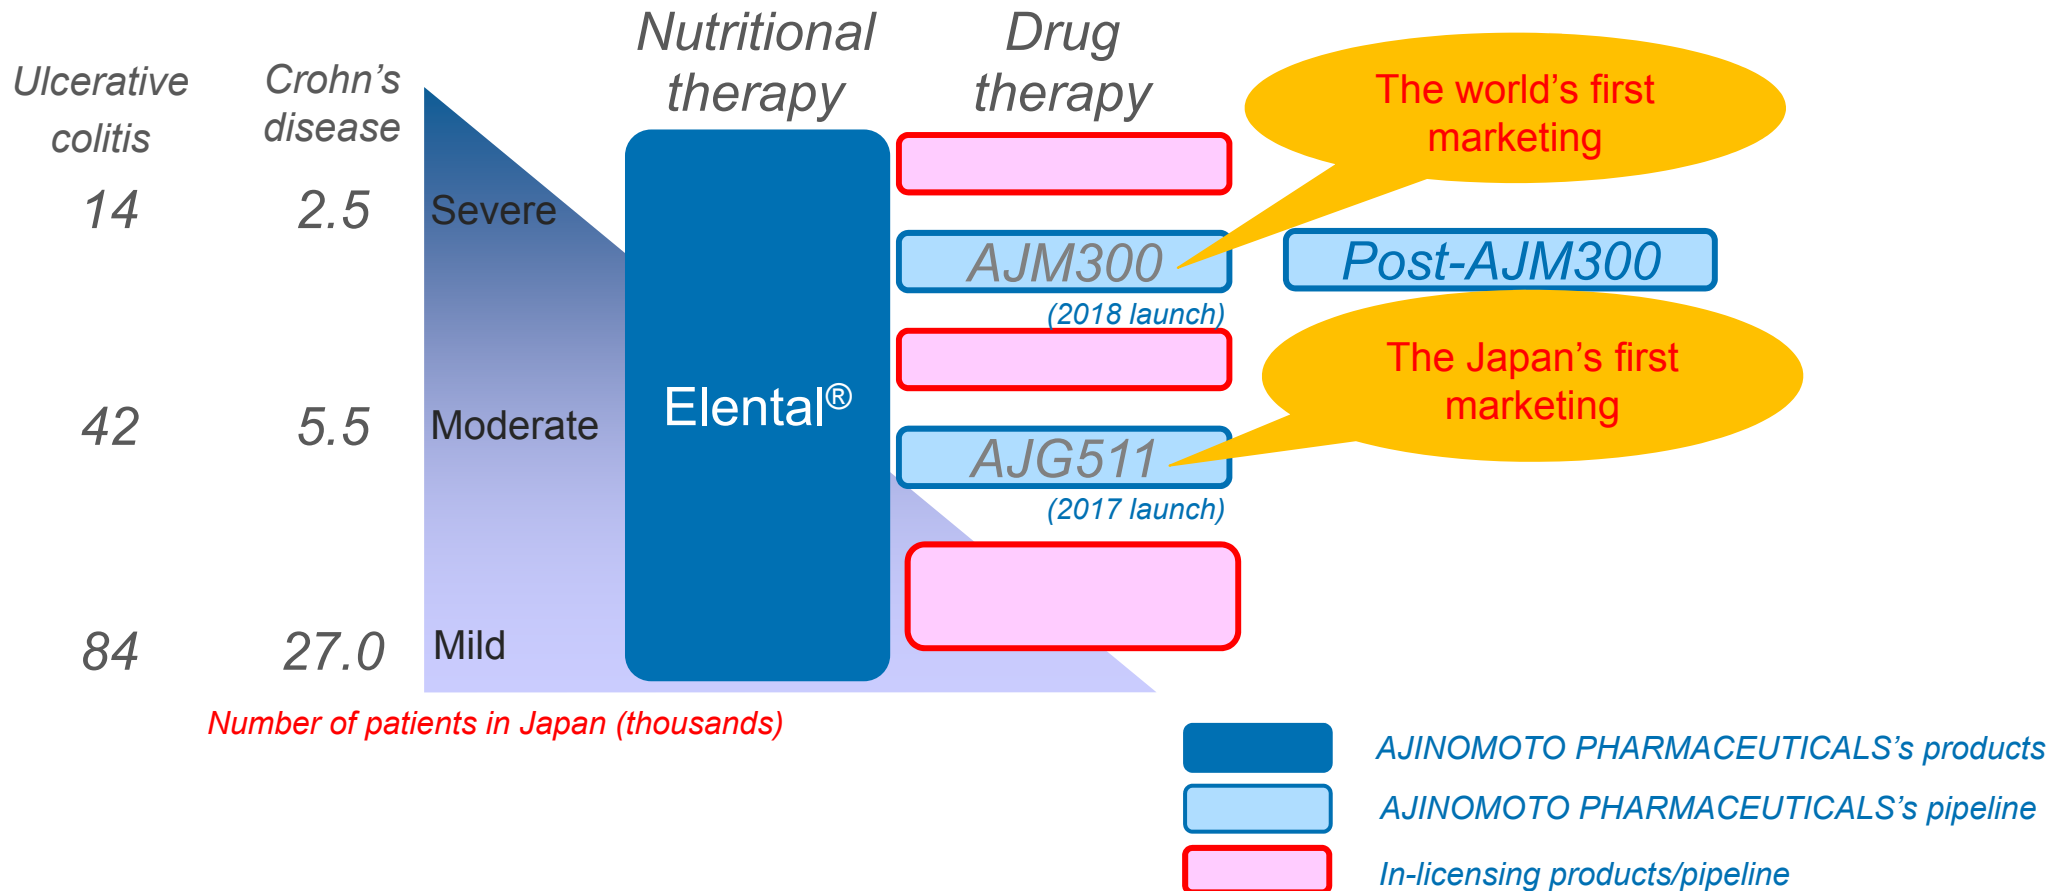 Nutritional
therapy
Drug
therapy
Ulcerative
colitis
Crohn's
disease
The world's first
marketing
14
2.5
Severe
AJM300
Post-AJM300
(2018 launch)
The Japan's first
marketing
42
5.5
Moderate
Elental®
AJG511
(2017 launch)
84
27.0
Mild
Number of patients in Japan (thousands)
AJINOMOTO PHARMACEUTICALS's products
AJINOMOTO PHARMACEUTICALS's pipeline
In-licensing products/pipeline